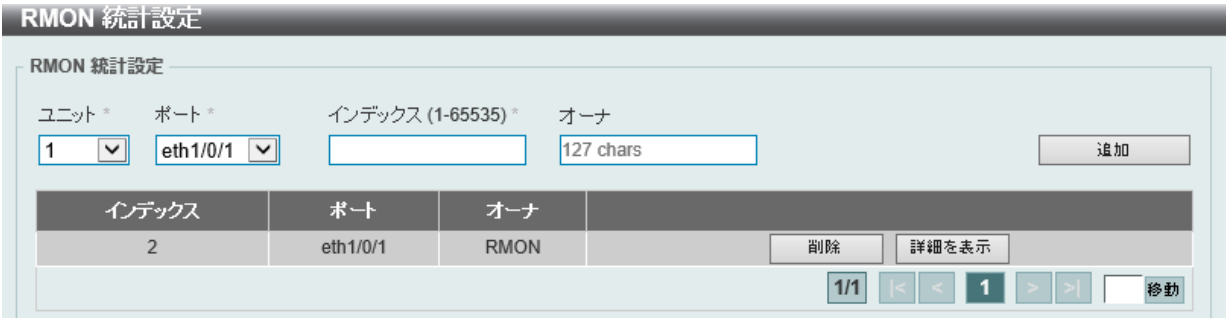 RMON 統計設定
RMON 統計設定
ユニット * ポート * インデックス (1-65535) * オーナ
1 eth1/0/1 127 chars 追加
インデックス ポート オーナ
2 eth1/0/1 RMON 削除 詳細を表示
1/1 |< < 1 > >| 移動